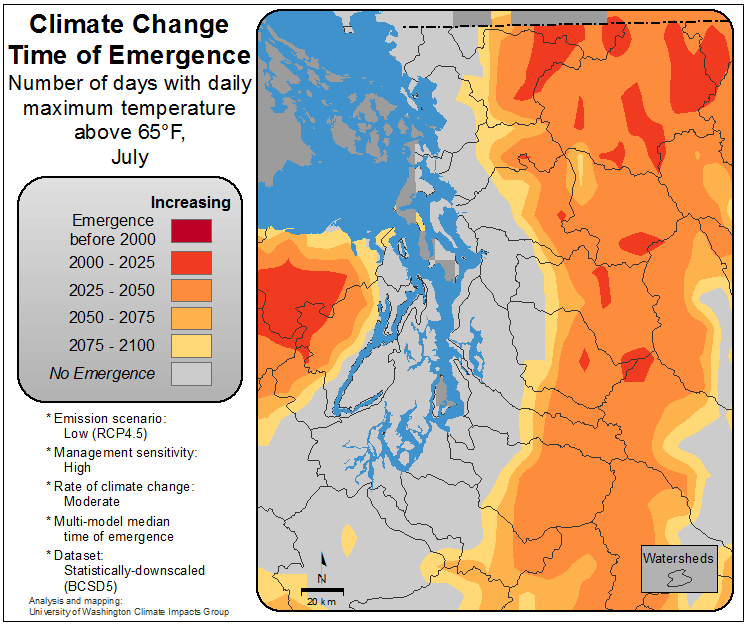 Climate Change
Time of Emergence
Number of days with daily
maximum temperature
above 65°F,
July
Increasing
Emergence
before 2000
2000 - 2025
2025 - 2050
2050 - 2075
2075 - 2100
No Emergence
* Emission scenario:
Low (RCP4.5)
* Management sensitivity:
High
* Rate of climate change:
Moderate
* Multi-model median
time of emergence
* Dataset:
Statistically-downscaled
(BCSD5)
Analysis and mapping:
University of Washington Climate Impacts Group
N
20 km
Watersheds